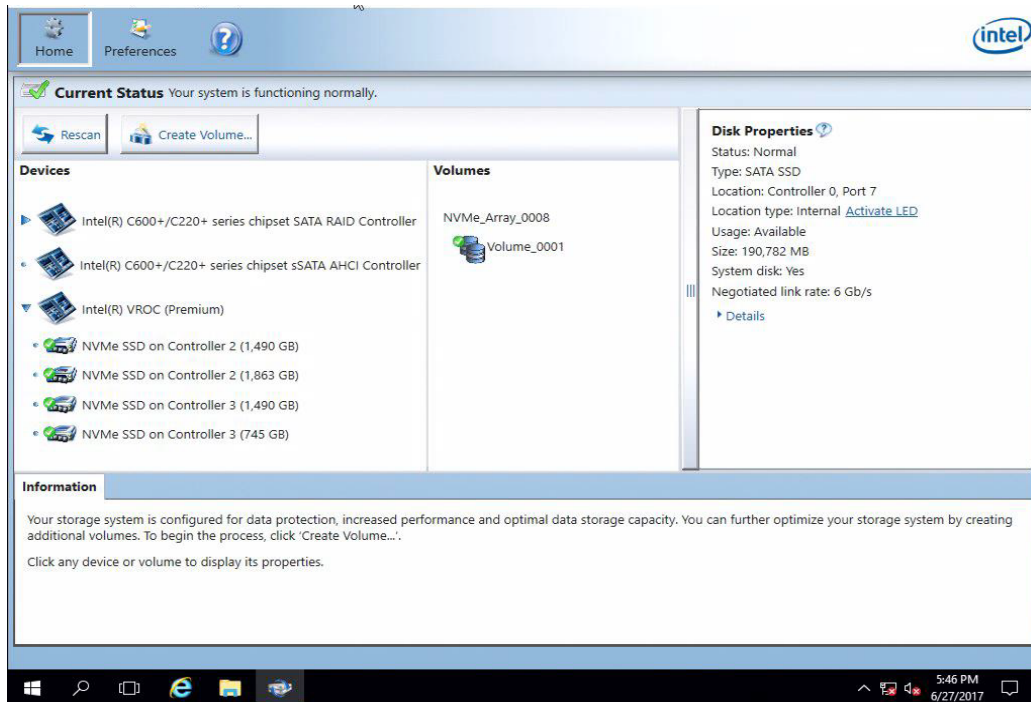 Home
Preferences
?
intel
Current Status Your system is functioning normally.
Rescan
Create Volume...
Devices
Intel(R) C600+/C220+ series chipset SATA RAID Controller
Intel(R) C600+/C220+ series chipset sSATA AHCI Controller
Intel(R) VROC (Premium)
NVMe SSD on Controller 2 (1,490 GB)
NVMe SSD on Controller 2 (1,863 GB)
NVMe SSD on Controller 3 (1,490 GB)
NVMe SSD on Controller 3 (745 GB)
Volumes
NVMe_Array_0008
Volume_0001
Disk Properties ?
Status: Normal
Type: SATA SSD
Location: Controller 0, Port 7
Location type: Internal Activate LED
Usage: Available
Size: 190,782 MB
System disk: Yes
Negotiated link rate: 6 Gb/s
Details
Information
Your storage system is configured for data protection, increased performance and optimal data storage capacity. You can further optimize your storage system by creating
additional volumes. To begin the process, click 'Create Volume...'.
Click any device or volume to display its properties.
5:46 PM
6/27/2017